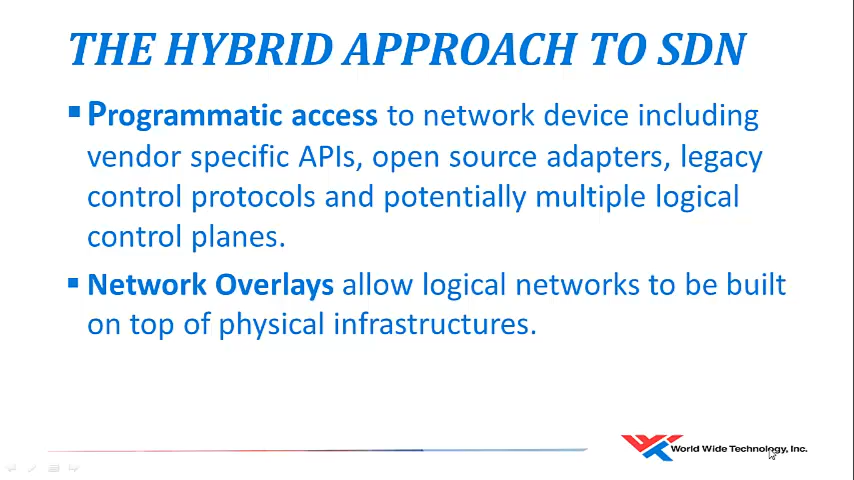 THE HYBRID APPROACH TO SDN
▪ Programmatic access to network device including
vendor specific APIs, open source adapters, legacy
control protocols and potentially multiple logical
control planes.
▪ Network Overlays allow logical networks to be built
on top of physical infrastructures.
World Wide Technology, Inc.